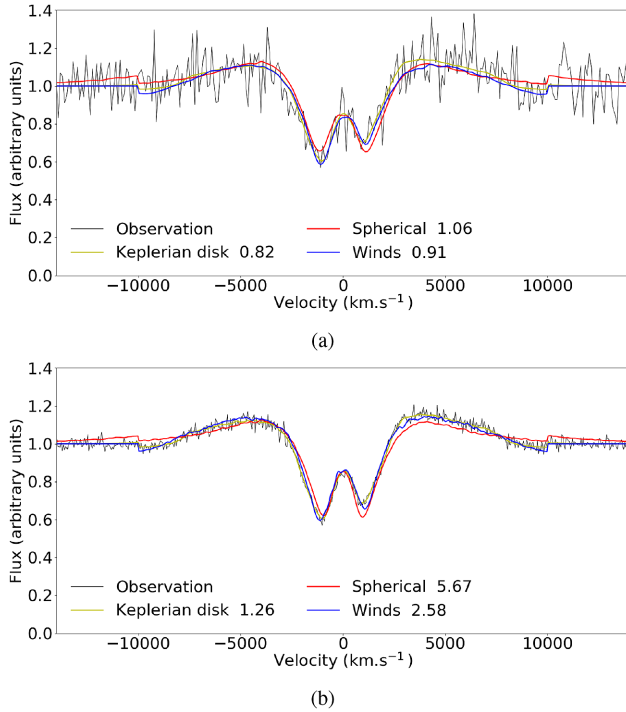 1.4
1.2
1.0
0.8
0.6
0.4
0.2
0.0
Flux (arbitrary units)
Observation
Keplerian disk 0.82
Spherical 1.06
Winds 0.91
−10000 −5000 0 5000 10000
Velocity (km.s⁻¹)
(a)
1.4
1.2
1.0
0.8
0.6
0.4
0.2
0.0
Flux (arbitrary units)
Observation
Keplerian disk 1.26
Spherical 5.67
Winds 2.58
−10000 −5000 0 5000 10000
Velocity (km.s⁻¹)
(b)